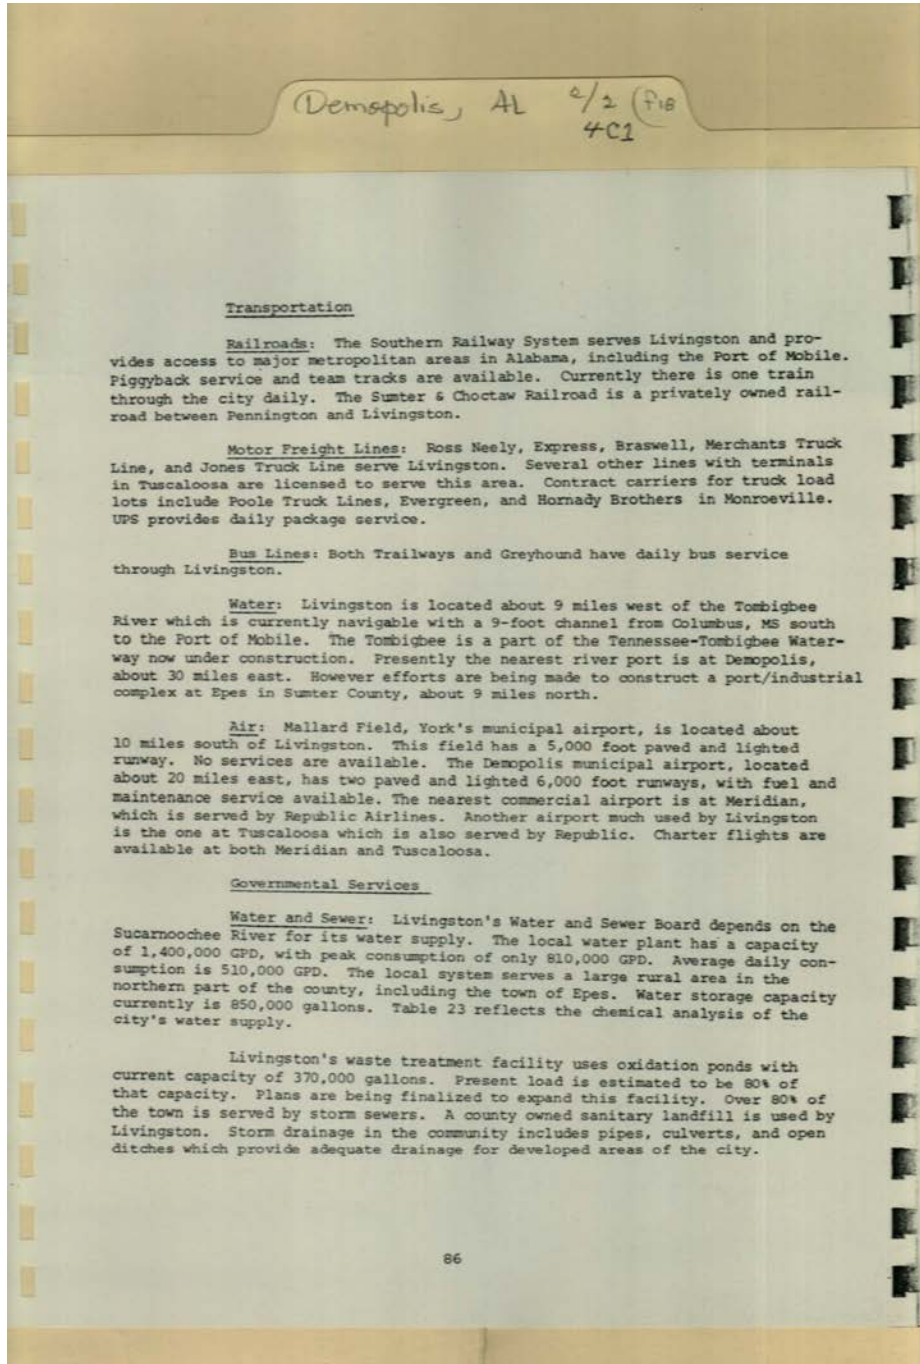 Demopolis, AL 2/2 (F18
4C1
Transportation
Railroads: The Southern Railway System serves Livingston and pro-
vides access to major metropolitan areas in Alabama, including the Port of Mobile.
Piggyback service and team tracks are available. Currently there is one train
through the city daily. The Sumter & Choctaw Railroad is a privately owned rail-
road between Pennington and Livingston.
Motor Freight Lines: Ross Neely, Express, Braswell, Merchants Truck
Line, and Jones Truck Line serve Livingston. Several other lines with terminals
in Tuscaloosa are licensed to serve this area. Contract carriers for truck load
lots include Poole Truck Lines, Evergreen, and Hornady Brothers in Monroeville.
UPS provides daily package service.
Bus Lines: Both Trailways and Greyhound have daily bus service
through Livingston.
Water: Livingston is located about 9 miles west of the Tombigbee
River which is currently navigable with a 9-foot channel from Columbus, MS south
to the Port of Mobile. The Tombigbee is a part of the Tennessee-Tombigbee Water-
way now under construction. Presently the nearest river port is at Demopolis,
about 30 miles east. However efforts are being made to construct a port/industrial
complex at Epes in Sumter County, about 9 miles north.
Air: Mallard Field, York's municipal airport, is located about
10 miles south of Livingston. This field has a 5,000 foot paved and lighted
runway. No services are available. The Demopolis municipal airport, located
about 20 miles east, has two paved and lighted 6,000 foot runways, with fuel and
maintenance service available. The nearest commercial airport is at Meridian,
which is served by Republic Airlines. Another airport much used by Livingston
is the one at Tuscaloosa which is also served by Republic. Charter flights are
available at both Meridian and Tuscaloosa.
Governmental Services
Water and Sewer: Livingston's Water and Sewer Board depends on the
Sucarnoochee River for its water supply. The local water plant has a capacity
of 1,400,000 GPD, with peak consumption of only 810,000 GPD. Average daily con-
sumption is 510,000 GPD. The local system serves a large rural area in the
northern part of the county, including the town of Epes. Water storage capacity
currently is 850,000 gallons. Table 23 reflects the chemical analysis of the
city's water supply.
Livingston's waste treatment facility uses oxidation ponds with
current capacity of 370,000 gallons. Present load is estimated to be 80% of
that capacity. Plans are being finalized to expand this facility. Over 80% of
the town is served by storm sewers. A county owned sanitary landfill is used by
Livingston. Storm drainage in the community includes pipes, culverts, and open
ditches which provide adequate drainage for developed areas of the city.
86